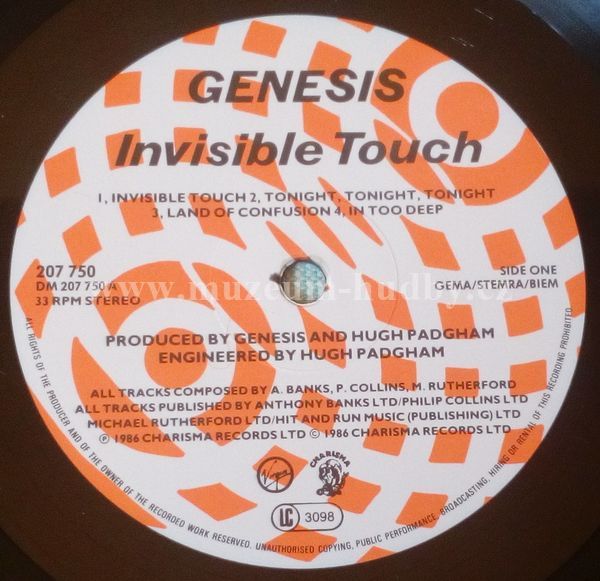 GENESIS
Invisible Touch
1, INVISIBLE TOUCH 2, TONIGHT, TONIGHT, TONIGHT
3, LAND OF CONFUSION 4, IN TOO DEEP
207 750
DM 207 750 A
33 RPM STEREO
SIDE ONE
GEMA/STEMRA/BIEM
www.muzeum-hudby.cz
PRODUCED BY GENESIS AND HUGH PADGHAM
ENGINEERED BY HUGH PADGHAM
ALL TRACKS COMPOSED BY A. BANKS, P. COLLINS, M. RUTHERFORD
ALL TRACKS PUBLISHED BY ANTHONY BANKS LTD/PHILIP COLLINS LTD
MICHAEL RUTHERFORD LTD/HIT AND RUN MUSIC (PUBLISHING) LTD
℗ 1986 CHARISMA RECORDS LTD © 1986 CHARISMA RECORDS LTD
Virgin
CHARISMA
LC 3098
ALL RIGHTS OF THE PRODUCER AND OF THE OWNER OF THE RECORDED WORK RESERVED. UNAUTHORISED COPYING, PUBLIC PERFORMANCE, BROADCASTING, HIRING OR RENTAL OF THIS RECORDING PROHIBITED.